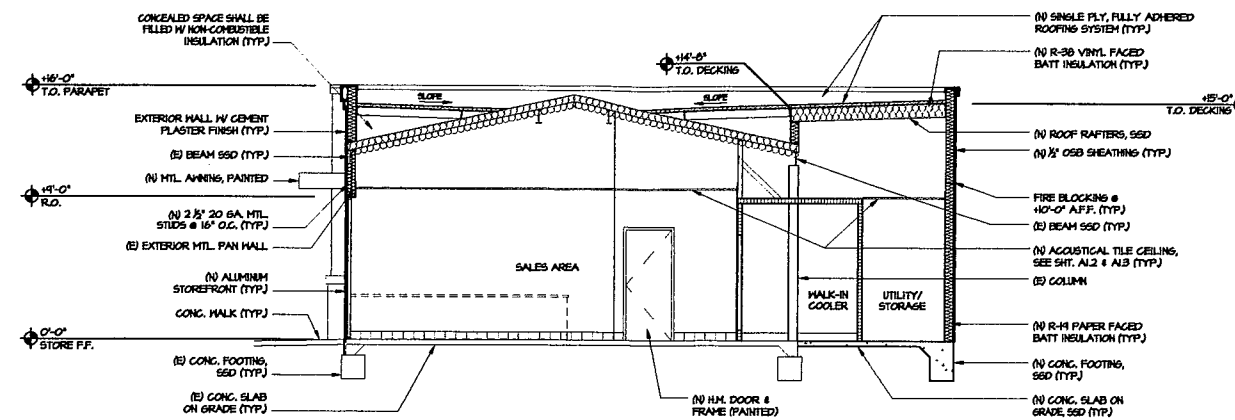 CONCEALED SPACE SHALL BE
FILLED W/ NON-COMBUSTIBLE
INSULATION (TYP.)
+16'-0"
T.O. PARAPET
EXTERIOR WALL W/ CEMENT
PLASTER FINISH (TYP.)
(E) BEAM SSD (TYP.)
(N) MTL. AWNING, PAINTED
+9'-0"
R.O.
(N) 2 1/2" 20 GA. MTL.
STUDS @ 16" O.C. (TYP.)
(E) EXTERIOR MTL. PAN WALL
(N) ALUMINUM
STOREFRONT (TYP.)
CONC. WALK (TYP.)
0'-0"
STORE F.F.
(E) CONC. FOOTING,
SSD (TYP.)
(E) CONC. SLAB
ON GRADE (TYP.)
SLOPE
SLOPE
+14'-8"
T.O. DECKING
SALES AREA
WALK-IN
COOLER
UTILITY/
STORAGE
(N) H.M. DOOR &
FRAME (PAINTED)
(N) SINGLE PLY, FULLY ADHERED
ROOFING SYSTEM (TYP.)
(N) R-38 VINYL FACED
BATT INSULATION (TYP.)
+15'-0"
T.O. DECKING
(N) ROOF RAFTERS, SSD
(N) 1/2" OSB SHEATHING (TYP.)
FIRE BLOCKING @
+10'-0" A.F.F. (TYP.)
(E) BEAM SSD (TYP.)
(N) ACOUSTICAL TILE CEILING,
SEE SHT. A1.2 & A1.3 (TYP.)
(E) COLUMN
(N) R-19 PAPER FACED
BATT INSULATION (TYP.)
(N) CONC. FOOTING,
SSD (TYP.)
(N) CONC. SLAB ON
GRADE, SSD (TYP.)